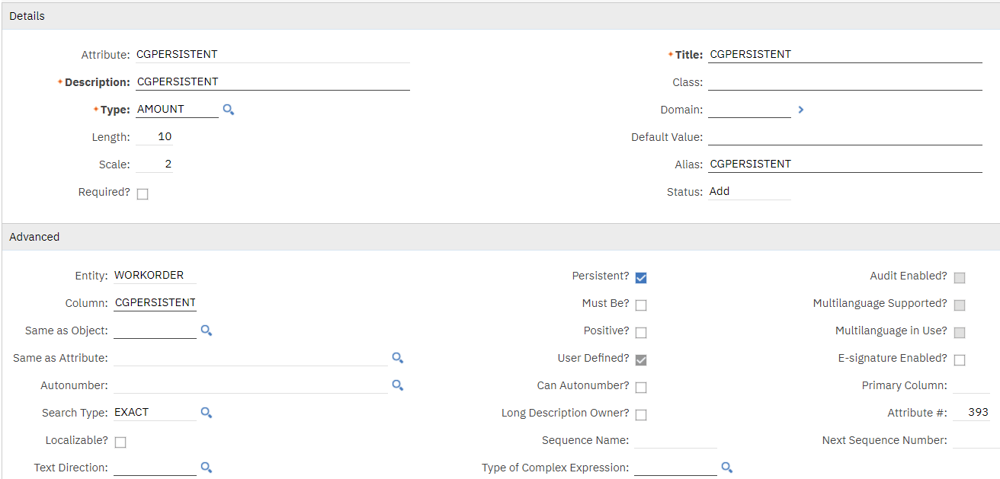 Details
Attribute: CGPERSISTENT
Title: CGPERSISTENT
Description: CGPERSISTENT
Class:
Type: AMOUNT
Domain:
Length: 10
Default Value:
Scale: 2
Alias: CGPERSISTENT
Required?
Status: Add
Advanced
Entity: WORKORDER
Persistent?
Audit Enabled?
Column: CGPERSISTENT
Must Be?
Multilanguage Supported?
Same as Object:
Positive?
Multilanguage in Use?
Same as Attribute:
User Defined?
E-signature Enabled?
Autonumber:
Can Autonumber?
Primary Column:
Search Type: EXACT
Long Description Owner?
Attribute #: 393
Localizable?
Sequence Name:
Next Sequence Number:
Text Direction:
Type of Complex Expression: